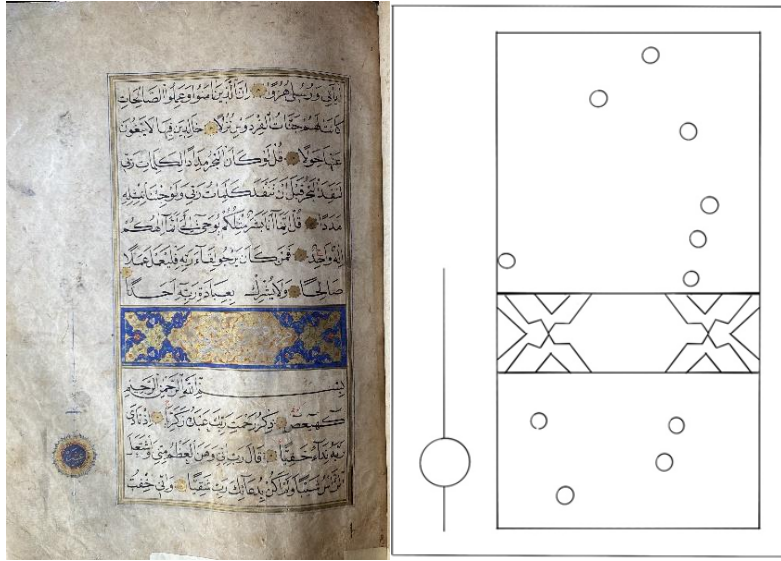 اياتي ورسلي هزوا ان الذين امنوا وعملوا الصالحات
كانت لهم جنات الفردوس نزلا خالدين فيها لا يبغون
عنها حولا قل لو كان البحر مدادا لكلمات ربي
لنفد البحر قبل ان تنفد كلمات ربي ولو جئنا بمثله
مددا قل انما انا بشر مثلكم يوحى الي انما الهكم
اله واحد فمن كان يرجو لقاء ربه فليعمل عملا
صالحا ولا يشرك بعبادة ربه احدا
بسم الله الرحمن الرحيم
كهيعص ذكر رحمت ربك عبده زكريا اذ نادى
ربه نداء خفيا قال رب اني وهن العظم مني واشتعل
الراس شيبا ولم اكن بدعائك رب شقيا واني خفت